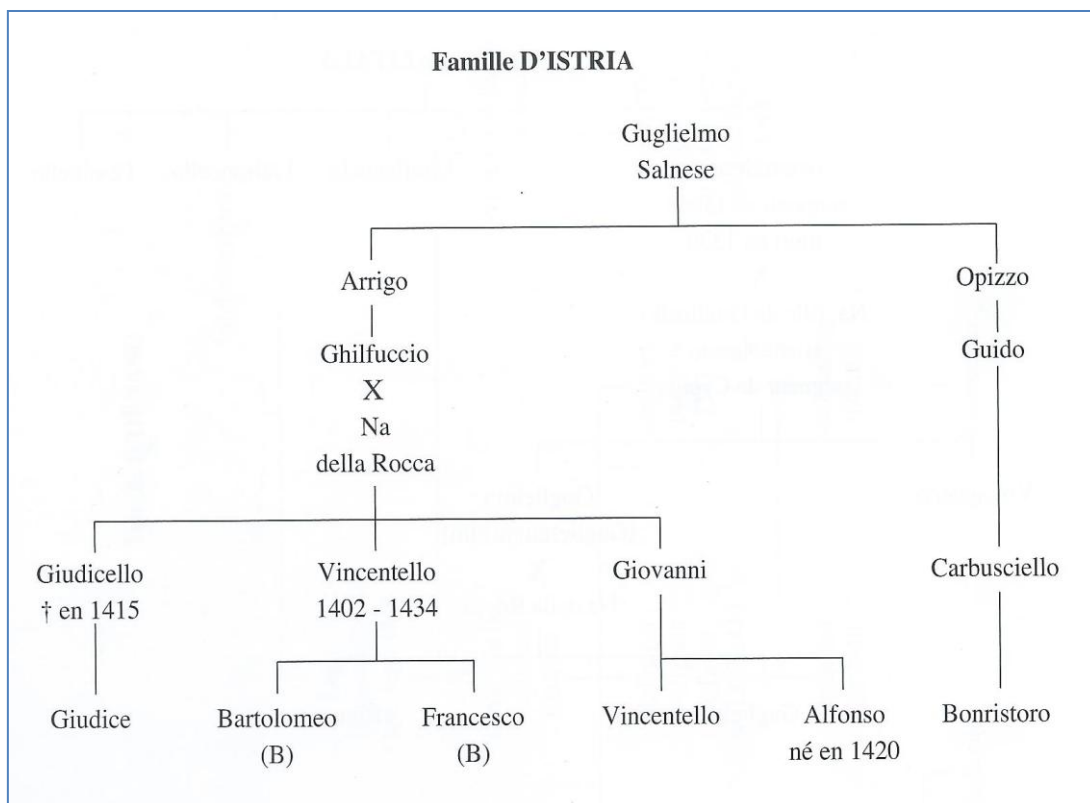 Famille D'ISTRIA
Guglielmo
Salnese
Arrigo
Opizzo
Ghilfuccio
Guido
X
Na
della Rocca
Giudicello
† en 1415
Vincentello
1402 - 1434
Giovanni
Carbusciello
Giudice
Bartolomeo
(B)
Francesco
(B)
Vincentello
Alfonso
né en 1420
Bonristoro